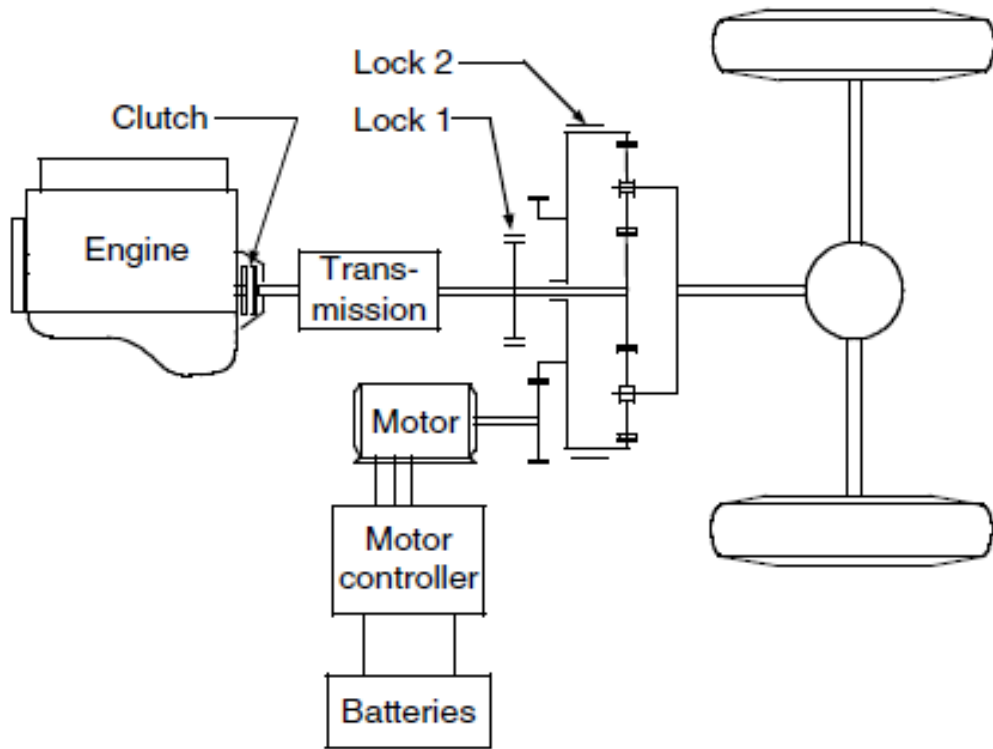 Lock 2
Clutch
Lock 1
Engine
Trans-
mission
Motor
Motor
controller
Batteries